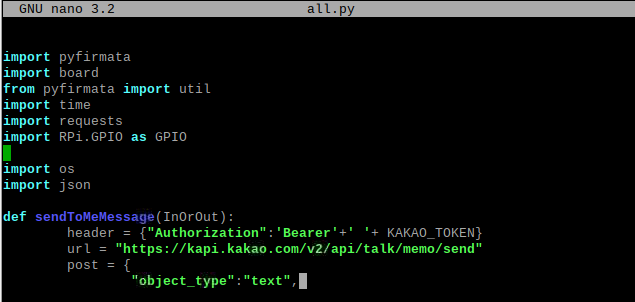 GNU nano 3.2 all.py
import pyfirmata
import board
from pyfirmata import util
import time
import requests
import RPi.GPIO as GPIO
import os
import json
def sendToMeMessage(InOrOut):
header = {"Authorization":'Bearer'+' '+ KAKAO_TOKEN}
url = "https://kapi.kakao.com/v2/api/talk/memo/send"
post = {
"object_type":"text",